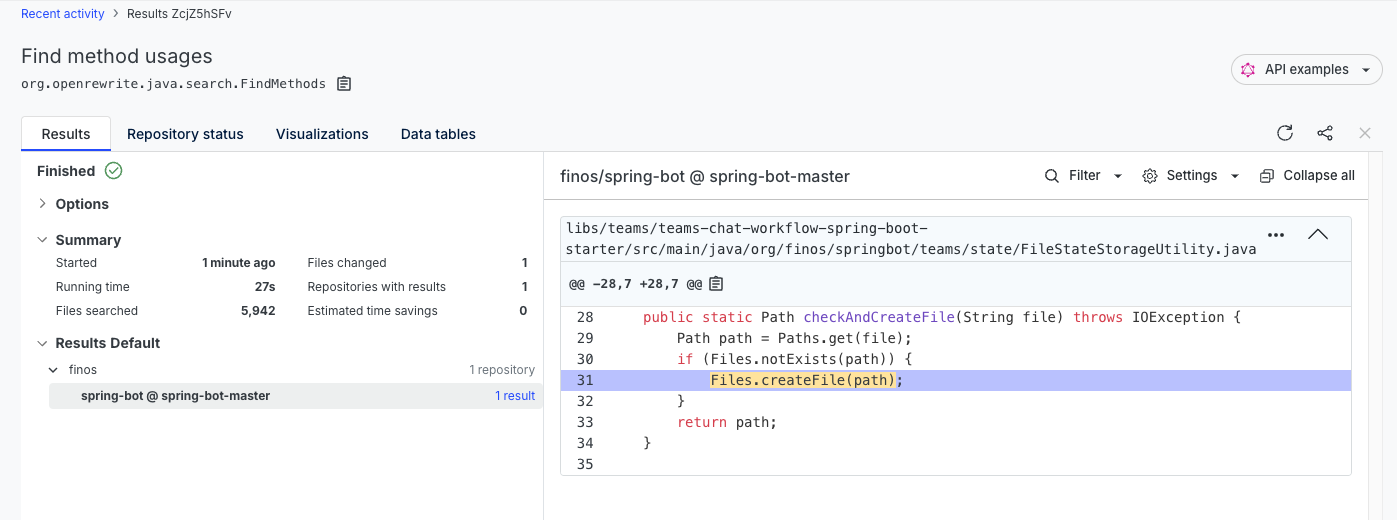 Recent activity > Results ZcjZ5hSFv
Find method usages
org.openrewrite.java.search.FindMethods
API examples
Results Repository status Visualizations Data tables
Finished
Options
Summary
Started 1 minute ago Files changed 1
Running time 27s Repositories with results 1
Files searched 5,942 Estimated time savings 0
Results Default
finos 1 repository
spring-bot @ spring-bot-master 1 result
finos/spring-bot @ spring-bot-master Filter Settings Collapse all
libs/teams/teams-chat-workflow-spring-boot-
starter/src/main/java/org/finos/springbot/teams/state/FileStateStorageUtility.java
@@ -28,7 +28,7 @@
28 public static Path checkAndCreateFile(String file) throws IOException {
29 Path path = Paths.get(file);
30 if (Files.notExists(path)) {
31 Files.createFile(path);
32 }
33 return path;
34 }
35